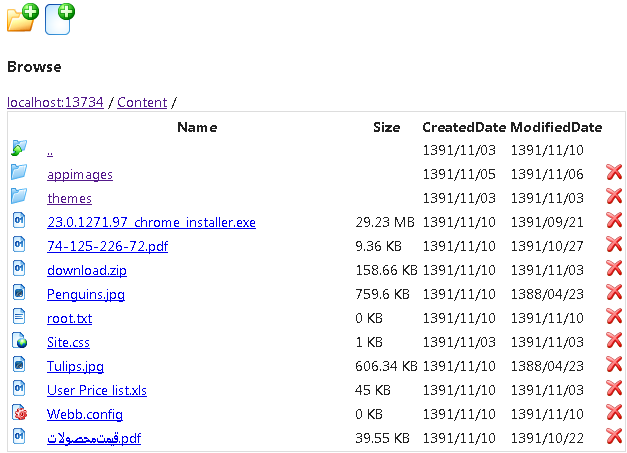 Browse
localhost:13734 / Content /
Name Size CreatedDate ModifiedDate
.. 1391/11/03 1391/11/10
appimages 1391/11/05 1391/11/06
themes 1391/11/03 1391/11/03
23.0.1271.97_chrome_installer.exe 29.23 MB 1391/11/10 1391/09/21
74-125-226-72.pdf 9.36 KB 1391/11/10 1391/10/27
download.zip 158.66 KB 1391/11/10 1391/11/03
Penguins.jpg 759.6 KB 1391/11/10 1388/04/23
root.txt 0 KB 1391/11/10 1391/11/10
Site.css 1 KB 1391/11/03 1391/11/03
Tulips.jpg 606.34 KB 1391/11/10 1388/04/23
User Price list.xls 45 KB 1391/11/10 1391/11/03
Webb.config 0 KB 1391/11/10 1391/11/10
قیمت محصولات.pdf 39.55 KB 1391/11/10 1391/10/22